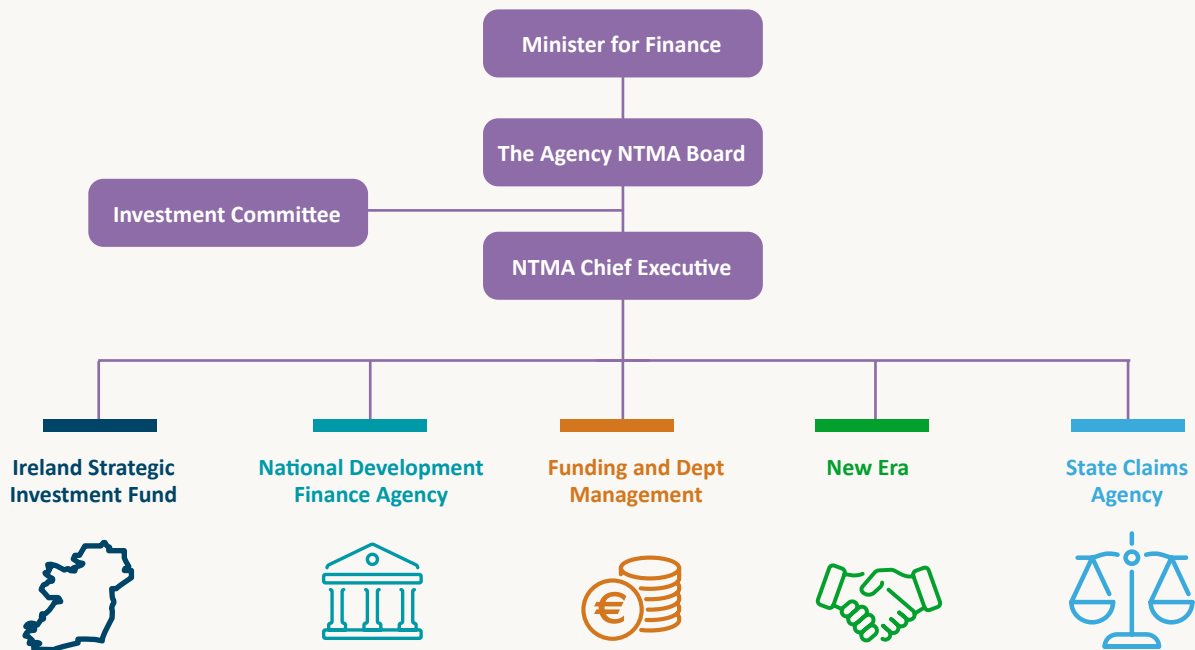 Minister for Finance
The Agency NTMA Board
Investment Committee
NTMA Chief Executive
Ireland Strategic
Investment Fund
National Development
Finance Agency
Funding and Dept
Management
New Era
State Claims
Agency
€